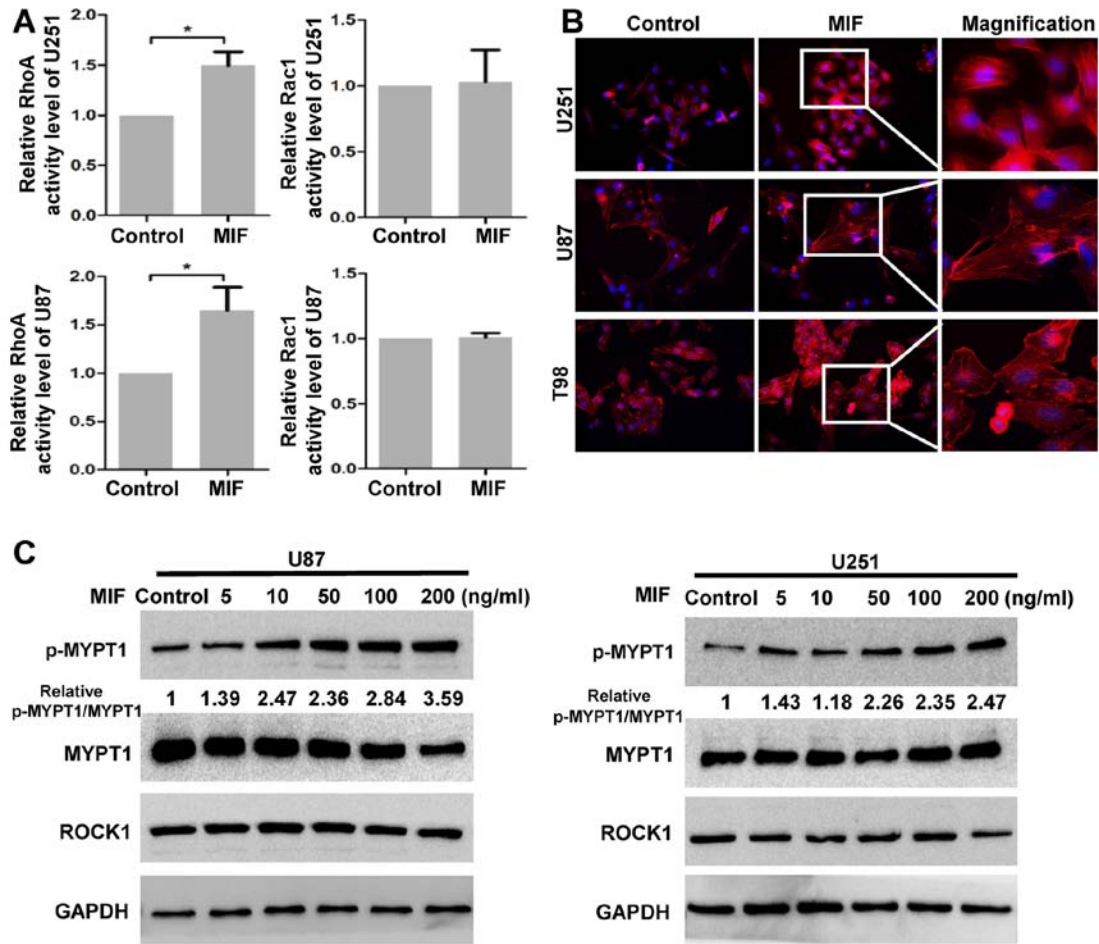 A
Relative RhoA
activity level of U251
2.0
1.5
1.0
0.5
0.0
*
Control MIF
Relative Rac1
activity level of U251
1.5
1.0
0.5
0.0
Control MIF
Relative RhoA
activity level of U87
2.0
1.5
1.0
0.5
0.0
*
Control MIF
Relative Rac1
activity level of U87
1.5
1.0
0.5
0.0
Control MIF
B
Control MIF Magnification
U251
U87
T98
C
U87
MIF Control 5 10 50 100 200 (ng/ml)
p-MYPT1
Relative
p-MYPT1/MYPT1 1 1.39 2.47 2.36 2.84 3.59
MYPT1
ROCK1
GAPDH
U251
MIF Control 5 10 50 100 200 (ng/ml)
p-MYPT1
Relative
p-MYPT1/MYPT1 1 1.43 1.18 2.26 2.35 2.47
MYPT1
ROCK1
GAPDH